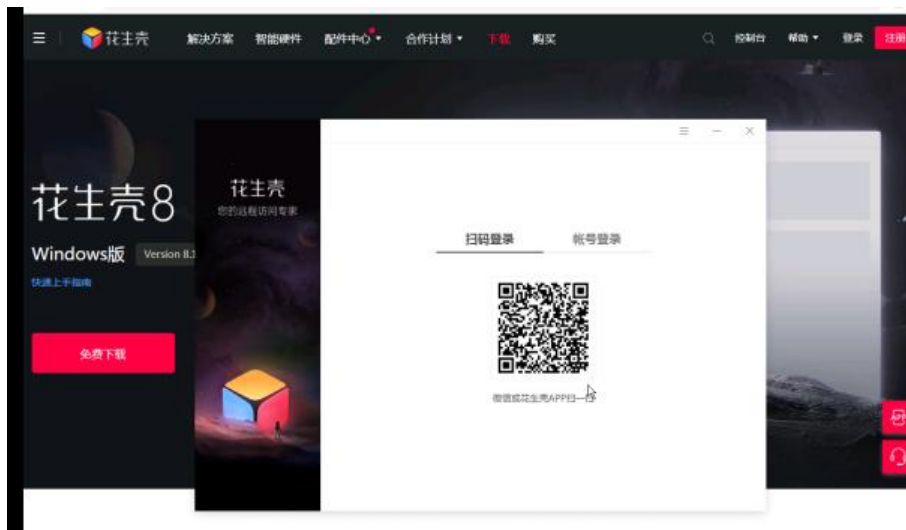 花生壳 解决方案 智能硬件 配件中心 合作计划 下载 购买 控制台 帮助 登录 注册
花生壳8
Windows版 Version 8.1
快速上手指南
免费下载
花生壳
您的远程访问专家
扫码登录 帐号登录
微信或花生壳APP扫一扫